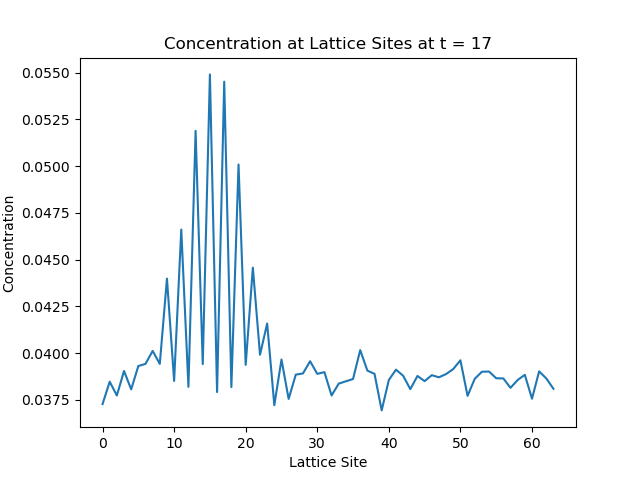 Concentration at Lattice Sites at t = 17
0.0550
0.0525
0.0500
0.0475
0.0450
0.0425
0.0400
0.0375
Concentration
0 10 20 30 40 50 60
Lattice Site